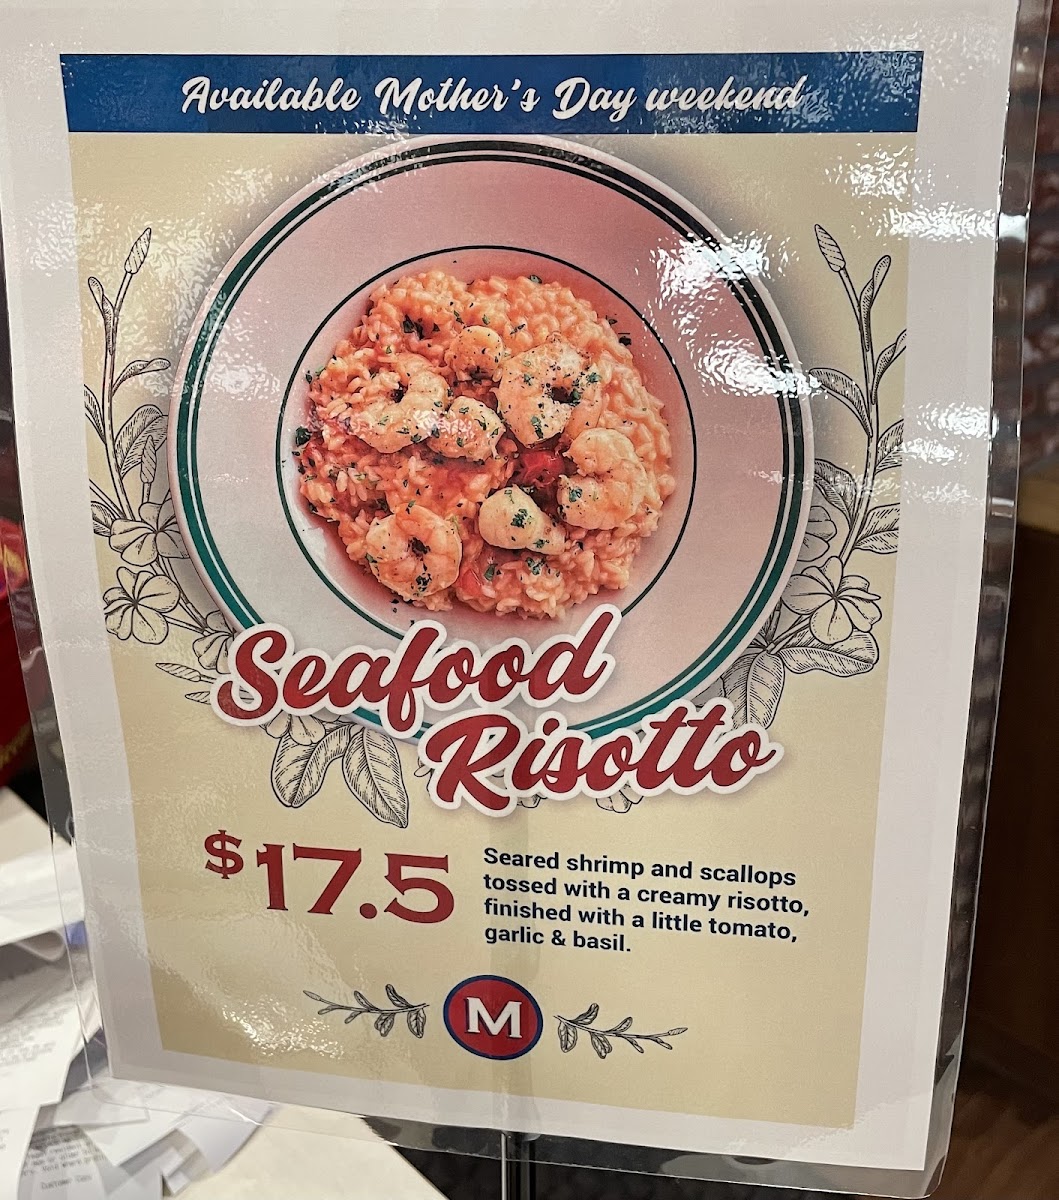 Available Mother's Day weekend
Seafood
Risotto
$17.5
Seared shrimp and scallops
tossed with a creamy risotto,
finished with a little tomato,
garlic & basil.
M